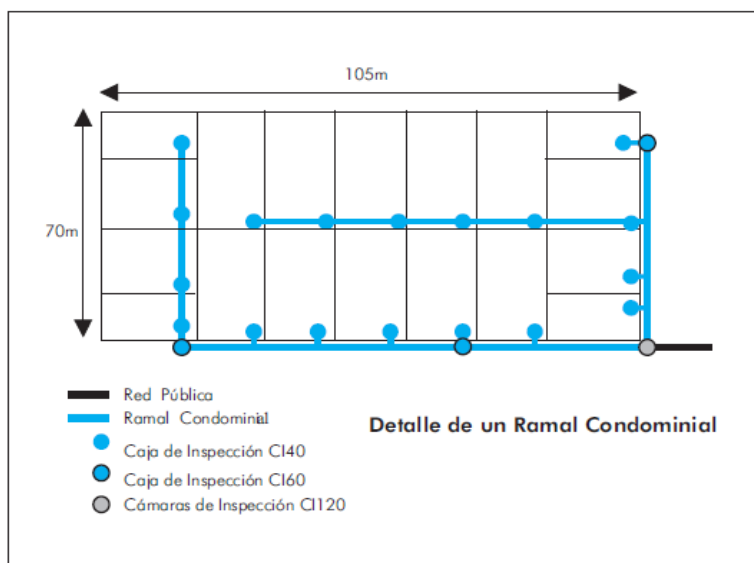 105m
70m
Red Pública
Ramal Condominial
Detalle de un Ramal Condominial
Caja de Inspección CI40
Caja de Inspección CI60
Cámaras de Inspección CI120